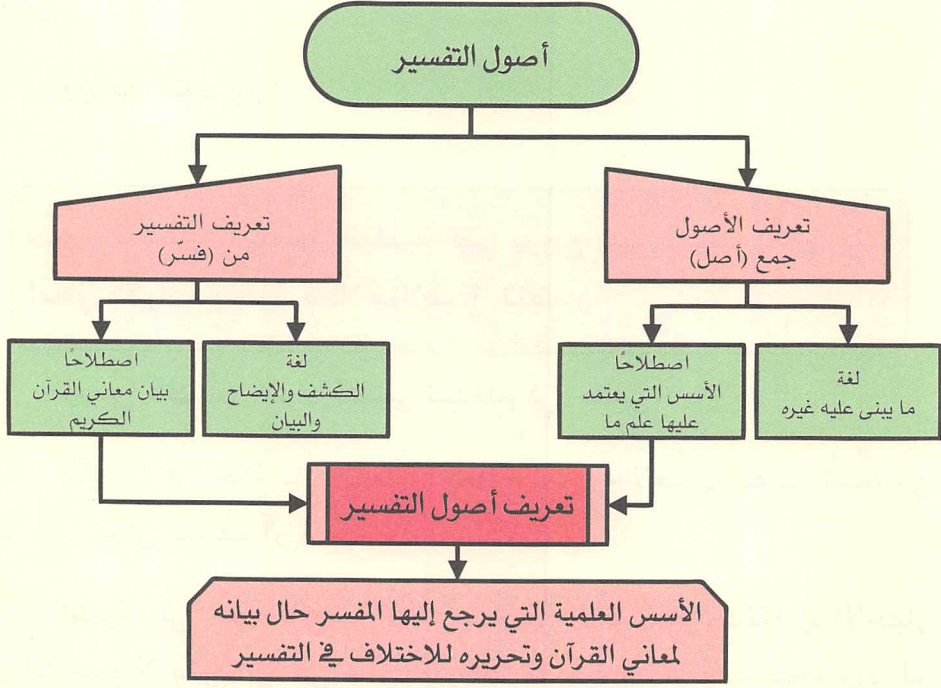 أصول التفسير
تعريف الأصول
جمع (أصل)
تعريف التفسير
من (فسّر)
لغة
ما يبنى عليه غيره
اصطلاحًا
الأسس التي يعتمد
عليها علم ما
لغة
الكشف والإيضاح
والبيان
اصطلاحًا
بيان معاني القرآن
الكريم
تعريف أصول التفسير
الأسس العلمية التي يرجع إليها المفسر حال بيانه
لمعاني القرآن وتحريره للاختلاف في التفسير